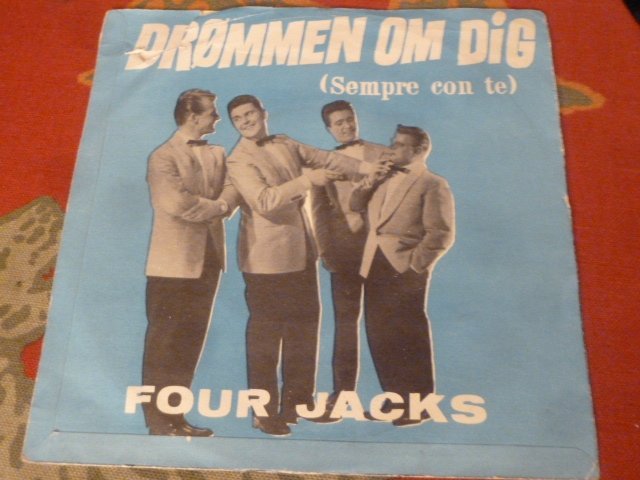 DRØMMEN OM DiG
(Sempre con te)
FOUR JACKS